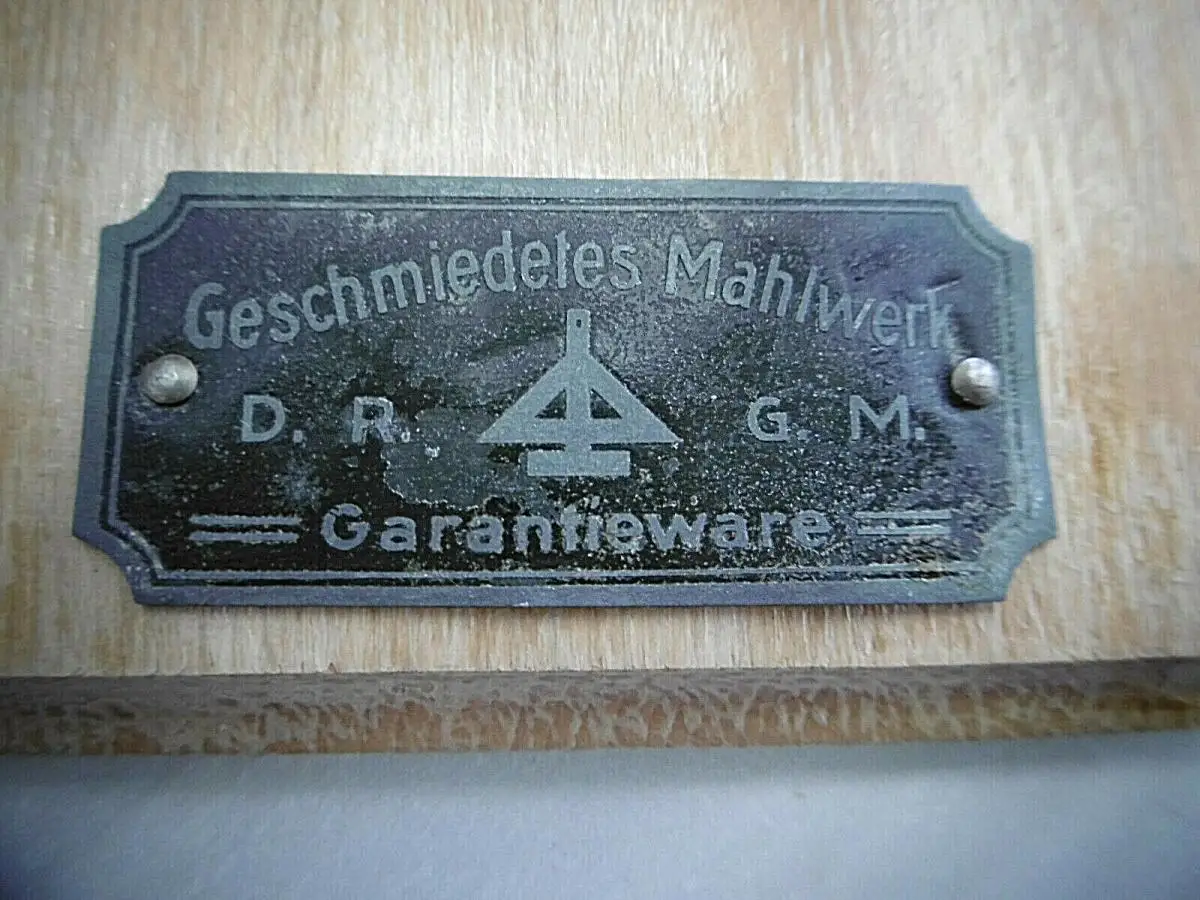 Geschmiedetes Mahlwerk
D. R. G. M.
Garantieware